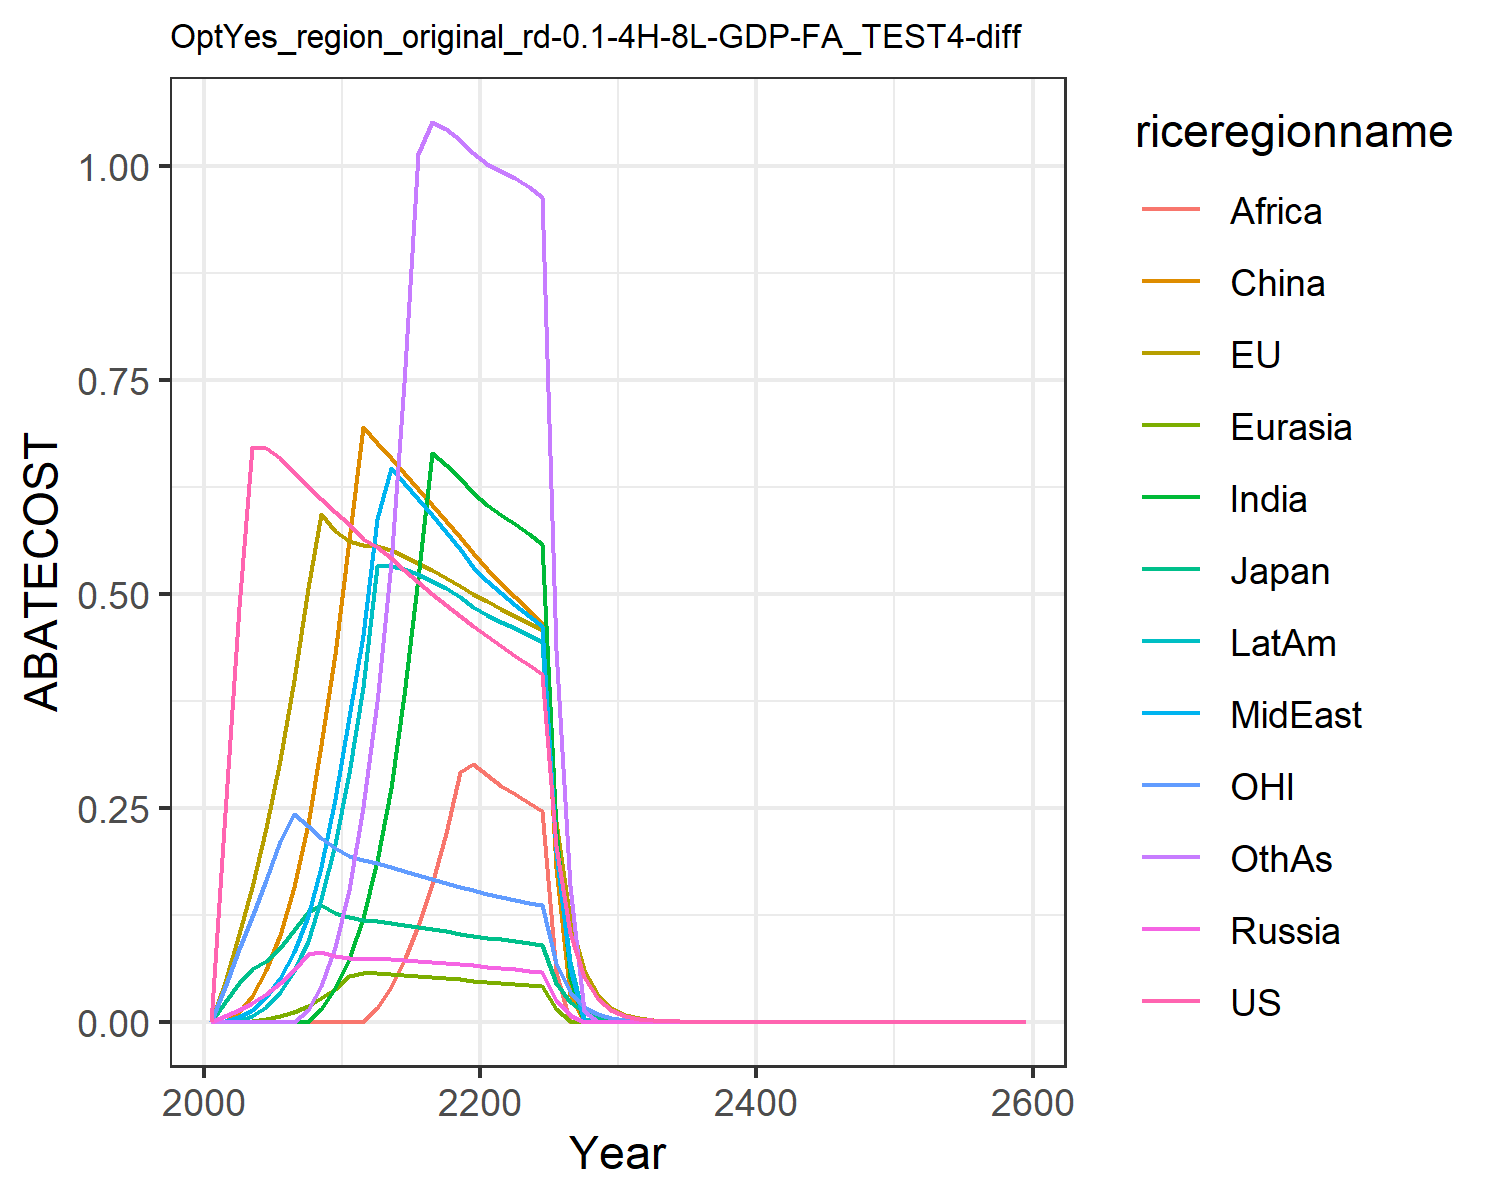 OptYes_region_original_rd-0.1-4H-8L-GDP-FA_TEST4-diff
ABATECOST
1.00
0.75
0.50
0.25
0.00
2000
2200
2400
2600
Year
riceregionname
Africa
China
EU
Eurasia
India
Japan
LatAm
MidEast
OHI
OthAs
Russia
US